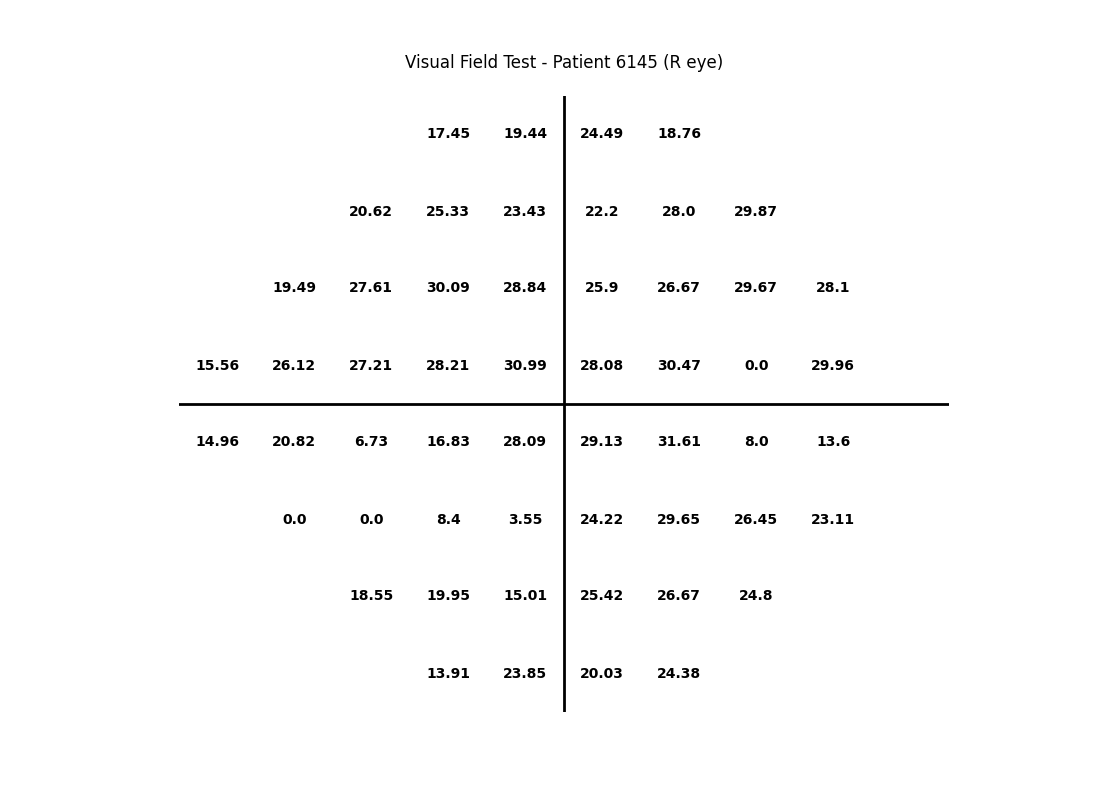 Visual Field Test - Patient 6145 (R eye)
17.45 19.44 24.49 18.76
20.62 25.33 23.43 22.2 28.0 29.87
19.49 27.61 30.09 28.84 25.9 26.67 29.67 28.1
15.56 26.12 27.21 28.21 30.99 28.08 30.47 0.0 29.96
14.96 20.82 6.73 16.83 28.09 29.13 31.61 8.0 13.6
0.0 0.0 8.4 3.55 24.22 29.65 26.45 23.11
18.55 19.95 15.01 25.42 26.67 24.8
13.91 23.85 20.03 24.38